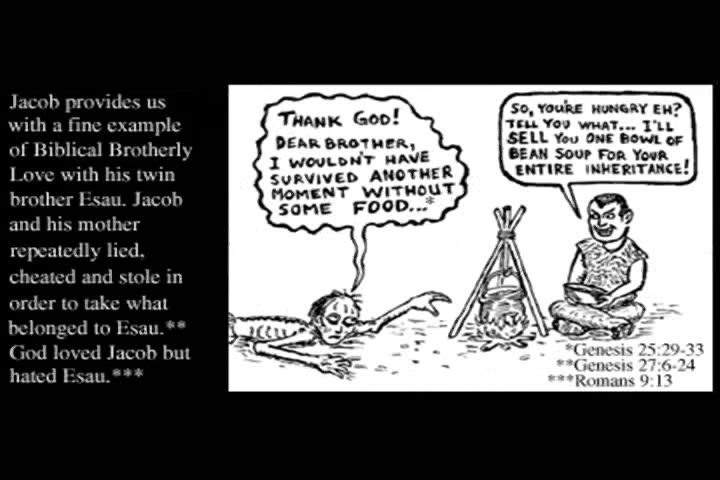 Jacob provides us
with a fine example
of Biblical Brotherly
Love with his twin
brother Esau. Jacob
and his mother
repeatedly lied,
cheated and stole in
order to take what
belonged to Esau.**
God loved Jacob but
hated Esau.***
THANK GOD!
DEAR BROTHER,
I WOULDN'T HAVE
SURVIVED ANOTHER
MOMENT WITHOUT
SOME FOOD...*
SO, YOU'RE HUNGRY EH?
TELL YOU WHAT... I'LL
SELL YOU ONE BOWL OF
BEAN SOUP FOR YOUR
ENTIRE INHERITANCE!
*Genesis 25:29-33
**Genesis 27:6-24
***Romans 9:13